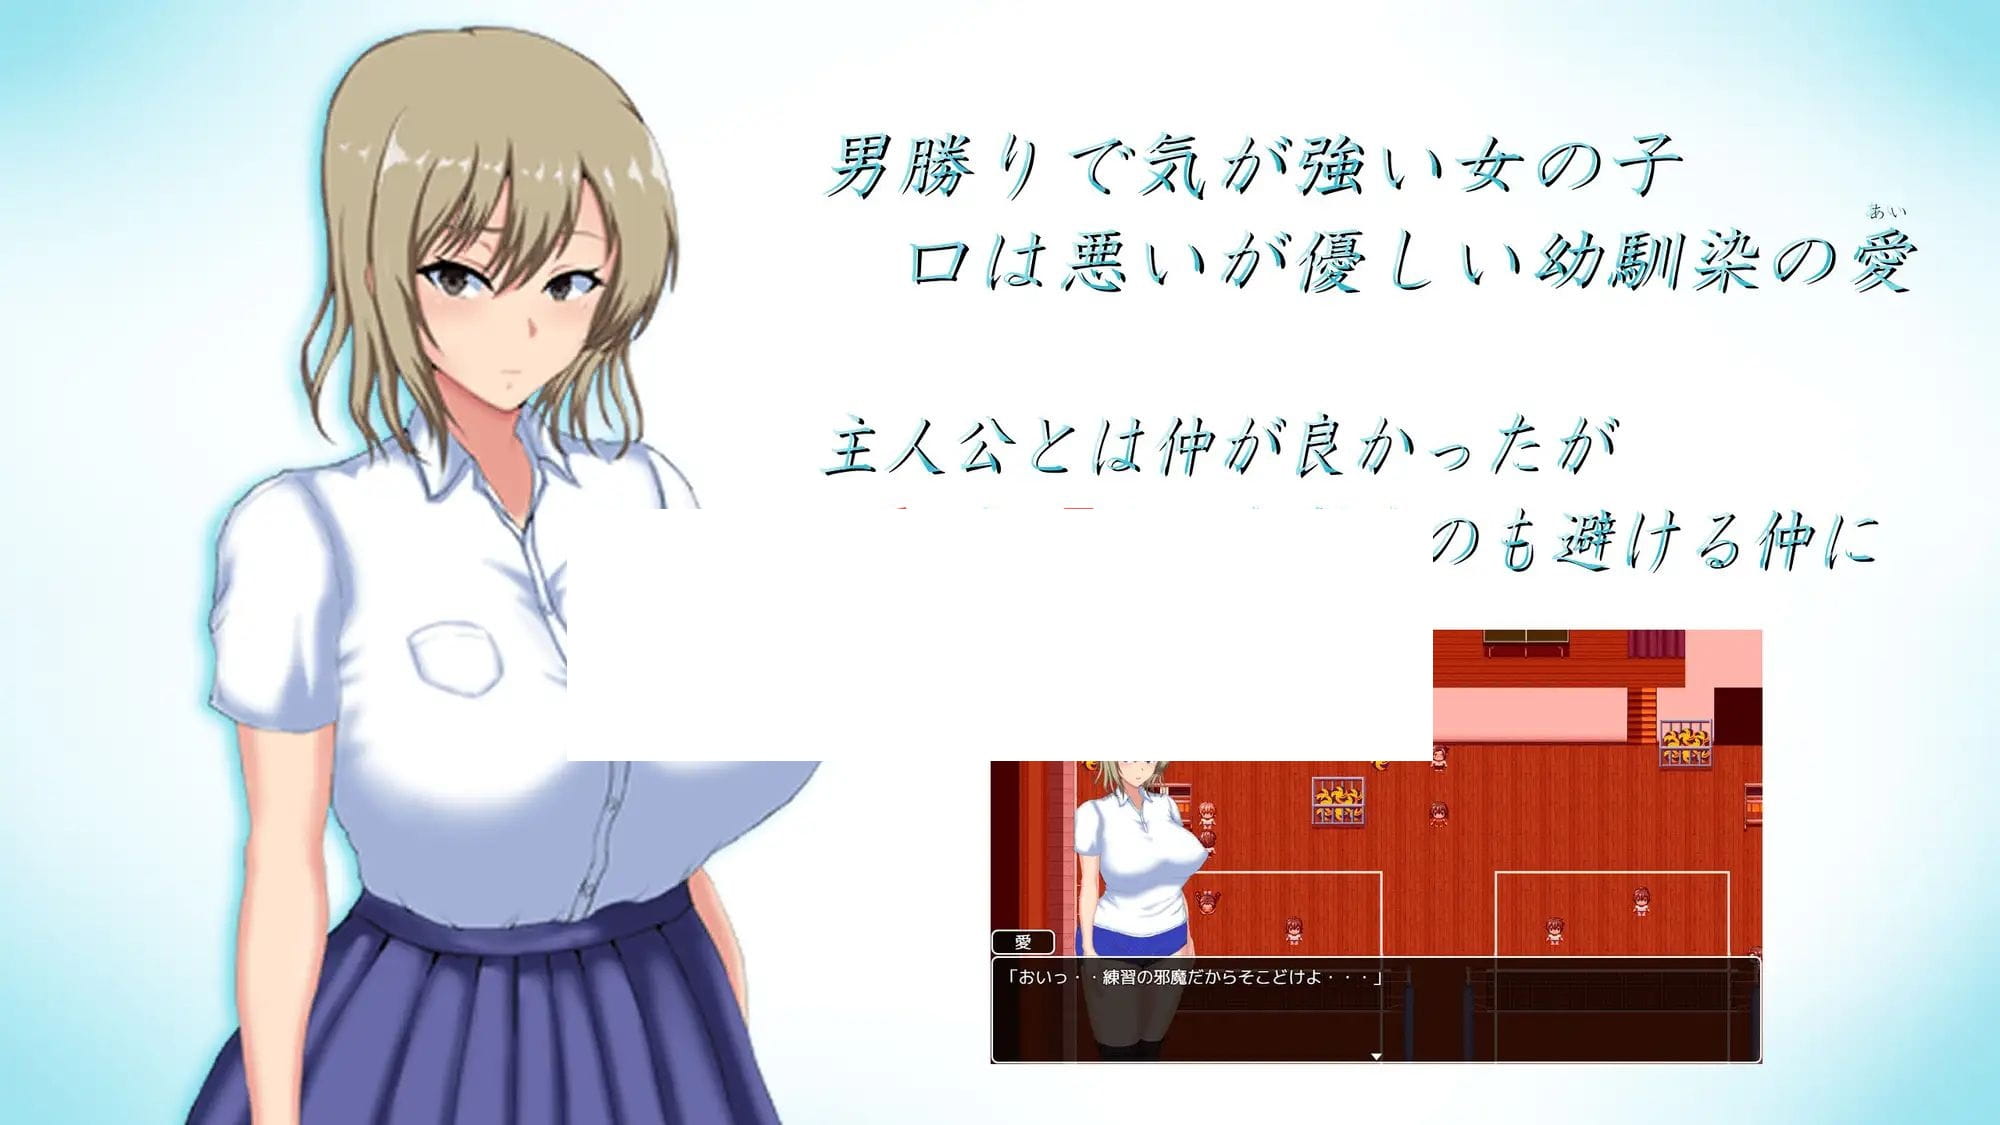 男勝りで気が強い女の子
あい
口は悪いが優しい幼馴染の愛
主人公とは仲が良かったが
のも避ける仲に
愛
「おいっ・・練習の邪魔だからそこどけよ・・・」